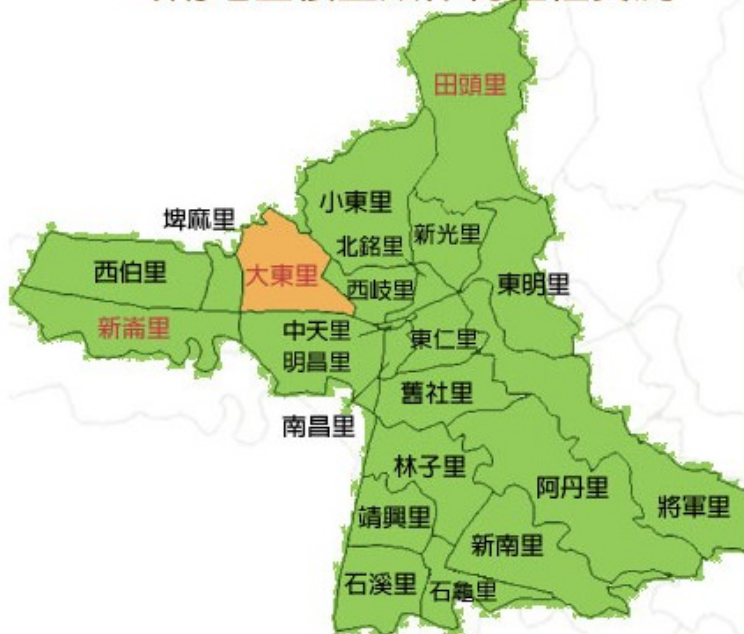 田頭里
小東里
埤麻里
新光里
北銘里
西伯里
大東里
西岐里
東明里
新崙里
中天里
東仁里
明昌里
舊社里
南昌里
林子里
阿丹里
將軍里
靖興里
新南里
石溪里
石龜里